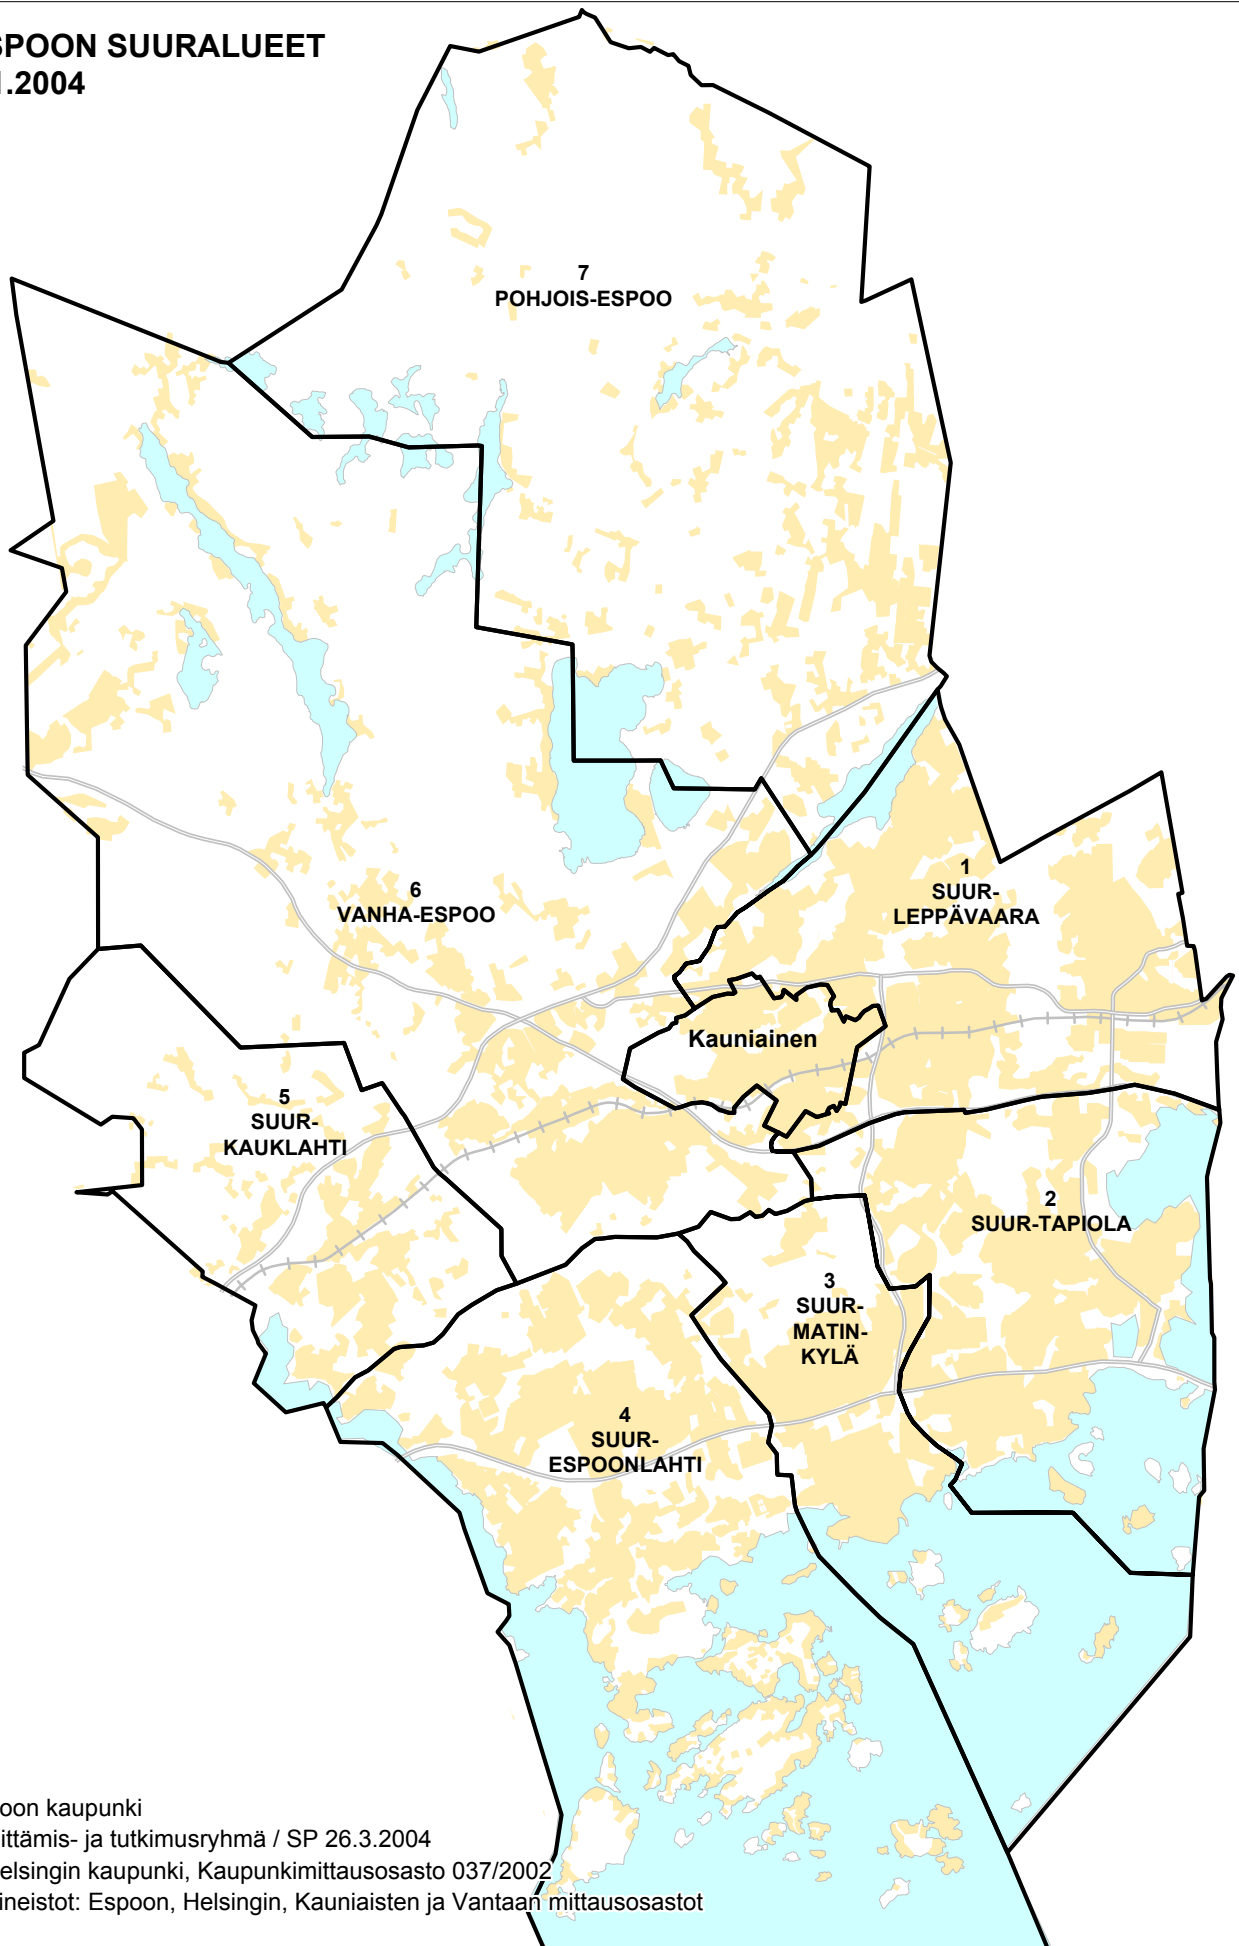 SPOON SUURALUEET
1.2004
7
POHJOIS-ESPOO
6
VANHA-ESPOO
1
SUUR-
LEPPÄVAARA
Kauniainen
5
SUUR-
KAUKLAHTI
2
SUUR-TAPIOLA
3
SUUR-
MATIN-
KYLÄ
4
SUUR-
ESPOONLAHTI
oon kaupunki
ittämis- ja tutkimusryhmä / SP 26.3.2004
elsingin kaupunki, Kaupunkimittausosasto 037/2002
ineistot: Espoon, Helsingin, Kauniaisten ja Vantaan mittausosastot